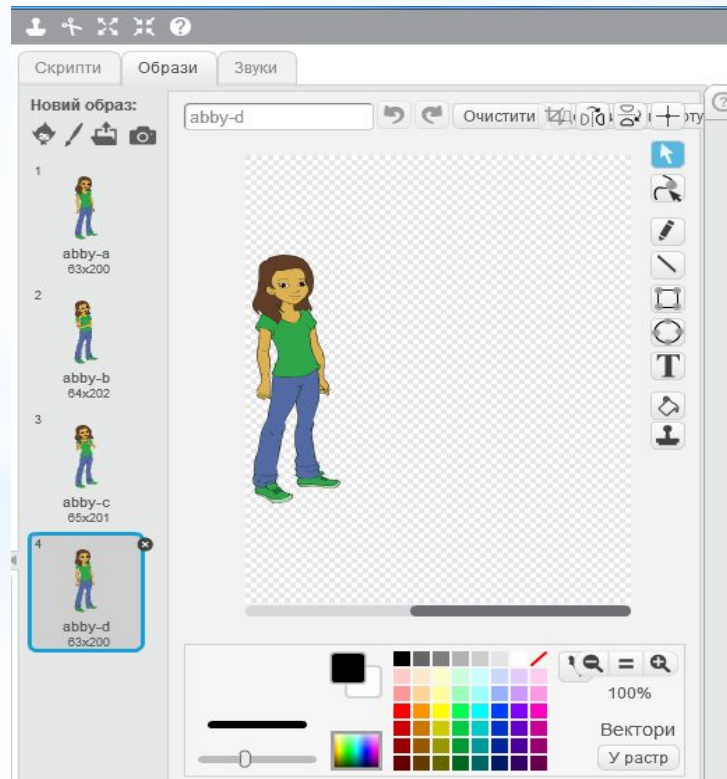 Скрипти Образи Звуки
Новий образ:
abby-d Очистити
1
abby-a
63x200
2
abby-b
64x202
3
abby-c
65x201
4
abby-d
63x200
T
100%
Вектори
У растр